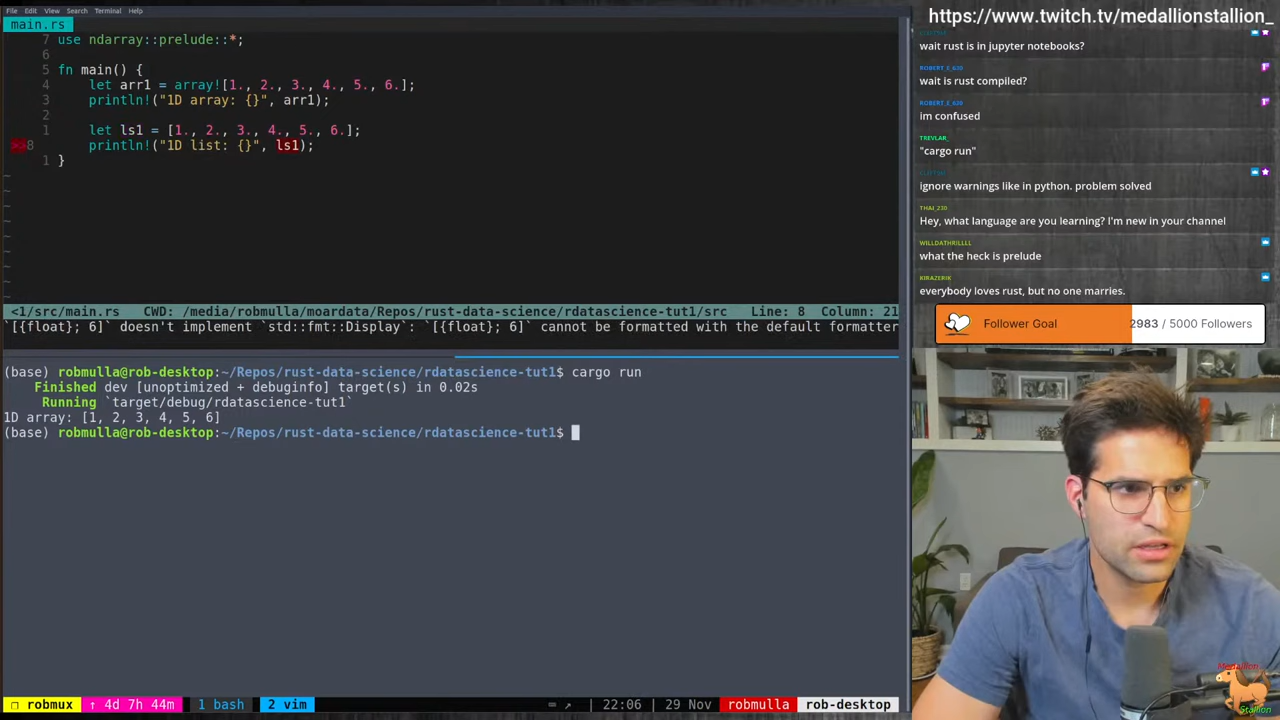 File Edit View Search Terminal Help
main.rs
7 use ndarray::prelude::*;
6
5 fn main() {
4 let arr1 = array![1., 2., 3., 4., 5., 6.];
3 println!("1D array: {}", arr1);
2
1 let ls1 = [1., 2., 3., 4., 5., 6.];
>>8 println!("1D list: {}", ls1);
1 }
~
~
~
~
~
~
~
~
~
<1/src/main.rs CWD: /media/robmulla/moardata/Repos/rust-data-science/rdatascience-tut1/src Line: 8 Column: 21
`[{float}; 6]` doesn't implement `std::fmt::Display`: `[{float}; 6]` cannot be formatted with the default formatter
(base) robmulla@rob-desktop:~/Repos/rust-data-science/rdatascience-tut1$ cargo run
Finished dev [unoptimized + debuginfo] target(s) in 0.02s
Running `target/debug/rdatascience-tut1`
1D array: [1, 2, 3, 4, 5, 6]
(base) robmulla@rob-desktop:~/Repos/rust-data-science/rdatascience-tut1$
robmux ↑ 4d 7h 44m 1 bash 2 vim ↗ | 22:06 | 29 Nov robmulla rob-desktop
https://www.twitch.tv/medallionstallion_
wait rust is in jupyter notebooks?
ROBERT_E_620
wait is rust compiled?
ROBERT_E_620
im confused
TREVLAR_
"cargo run"
ignore warnings like in python. problem solved
THAI_Z30
Hey, what language are you learning? I'm new in your channel
WILLDATHRILLLL
what the heck is prelude
KIRAZERIK
everybody loves rust, but no one marries.
Follower Goal 2983 / 5000 Followers
Medallion
Stallion